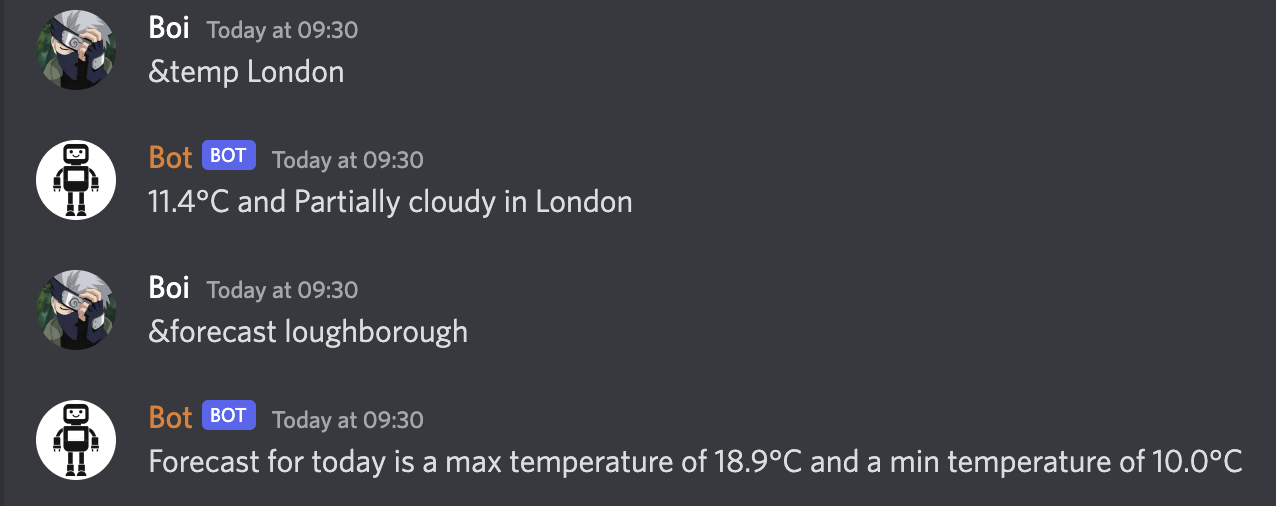 Boi Today at 09:30
&temp London
Bot BOT Today at 09:30
11.4°C and Partially cloudy in London
Boi Today at 09:30
&forecast loughborough
Bot BOT Today at 09:30
Forecast for today is a max temperature of 18.9°C and a min temperature of 10.0°C